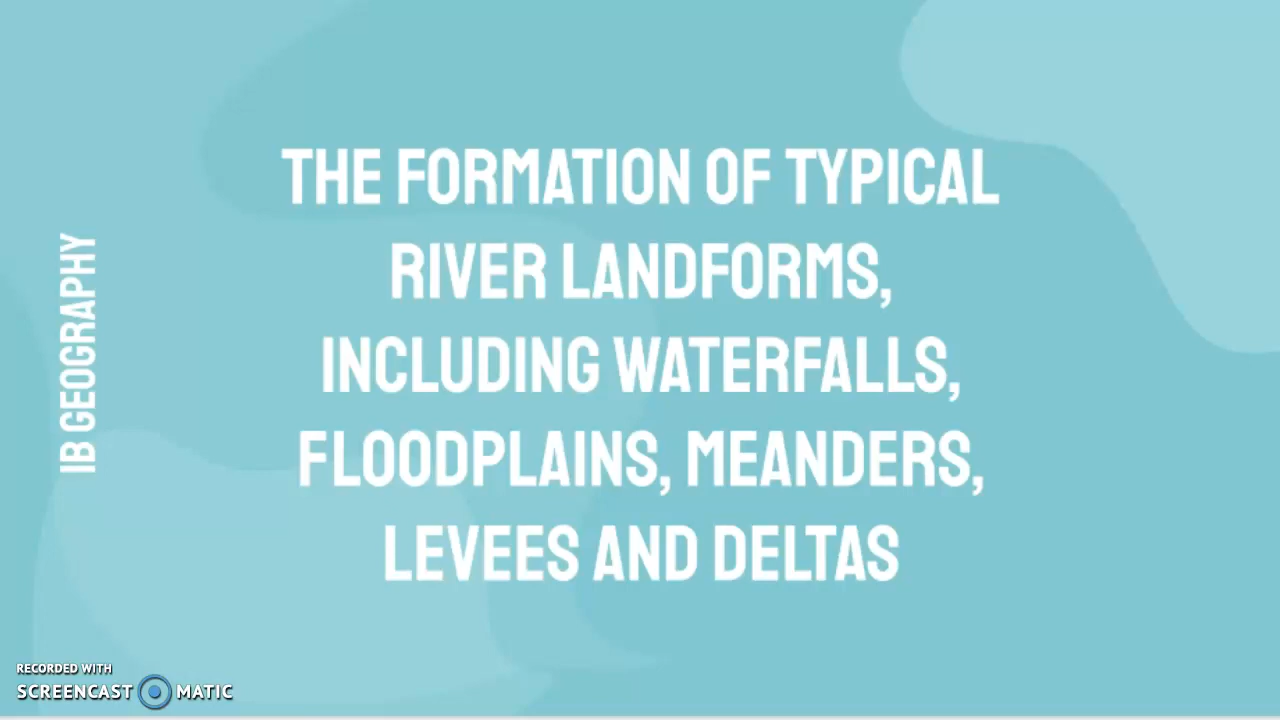 THE FORMATION OF TYPICAL
RIVER LANDFORMS,
INCLUDING WATERFALLS,
FLOODPLAINS, MEANDERS,
LEVEES AND DELTAS
IB GEOGRAPHY
RECORDED WITH
SCREENCAST MATIC